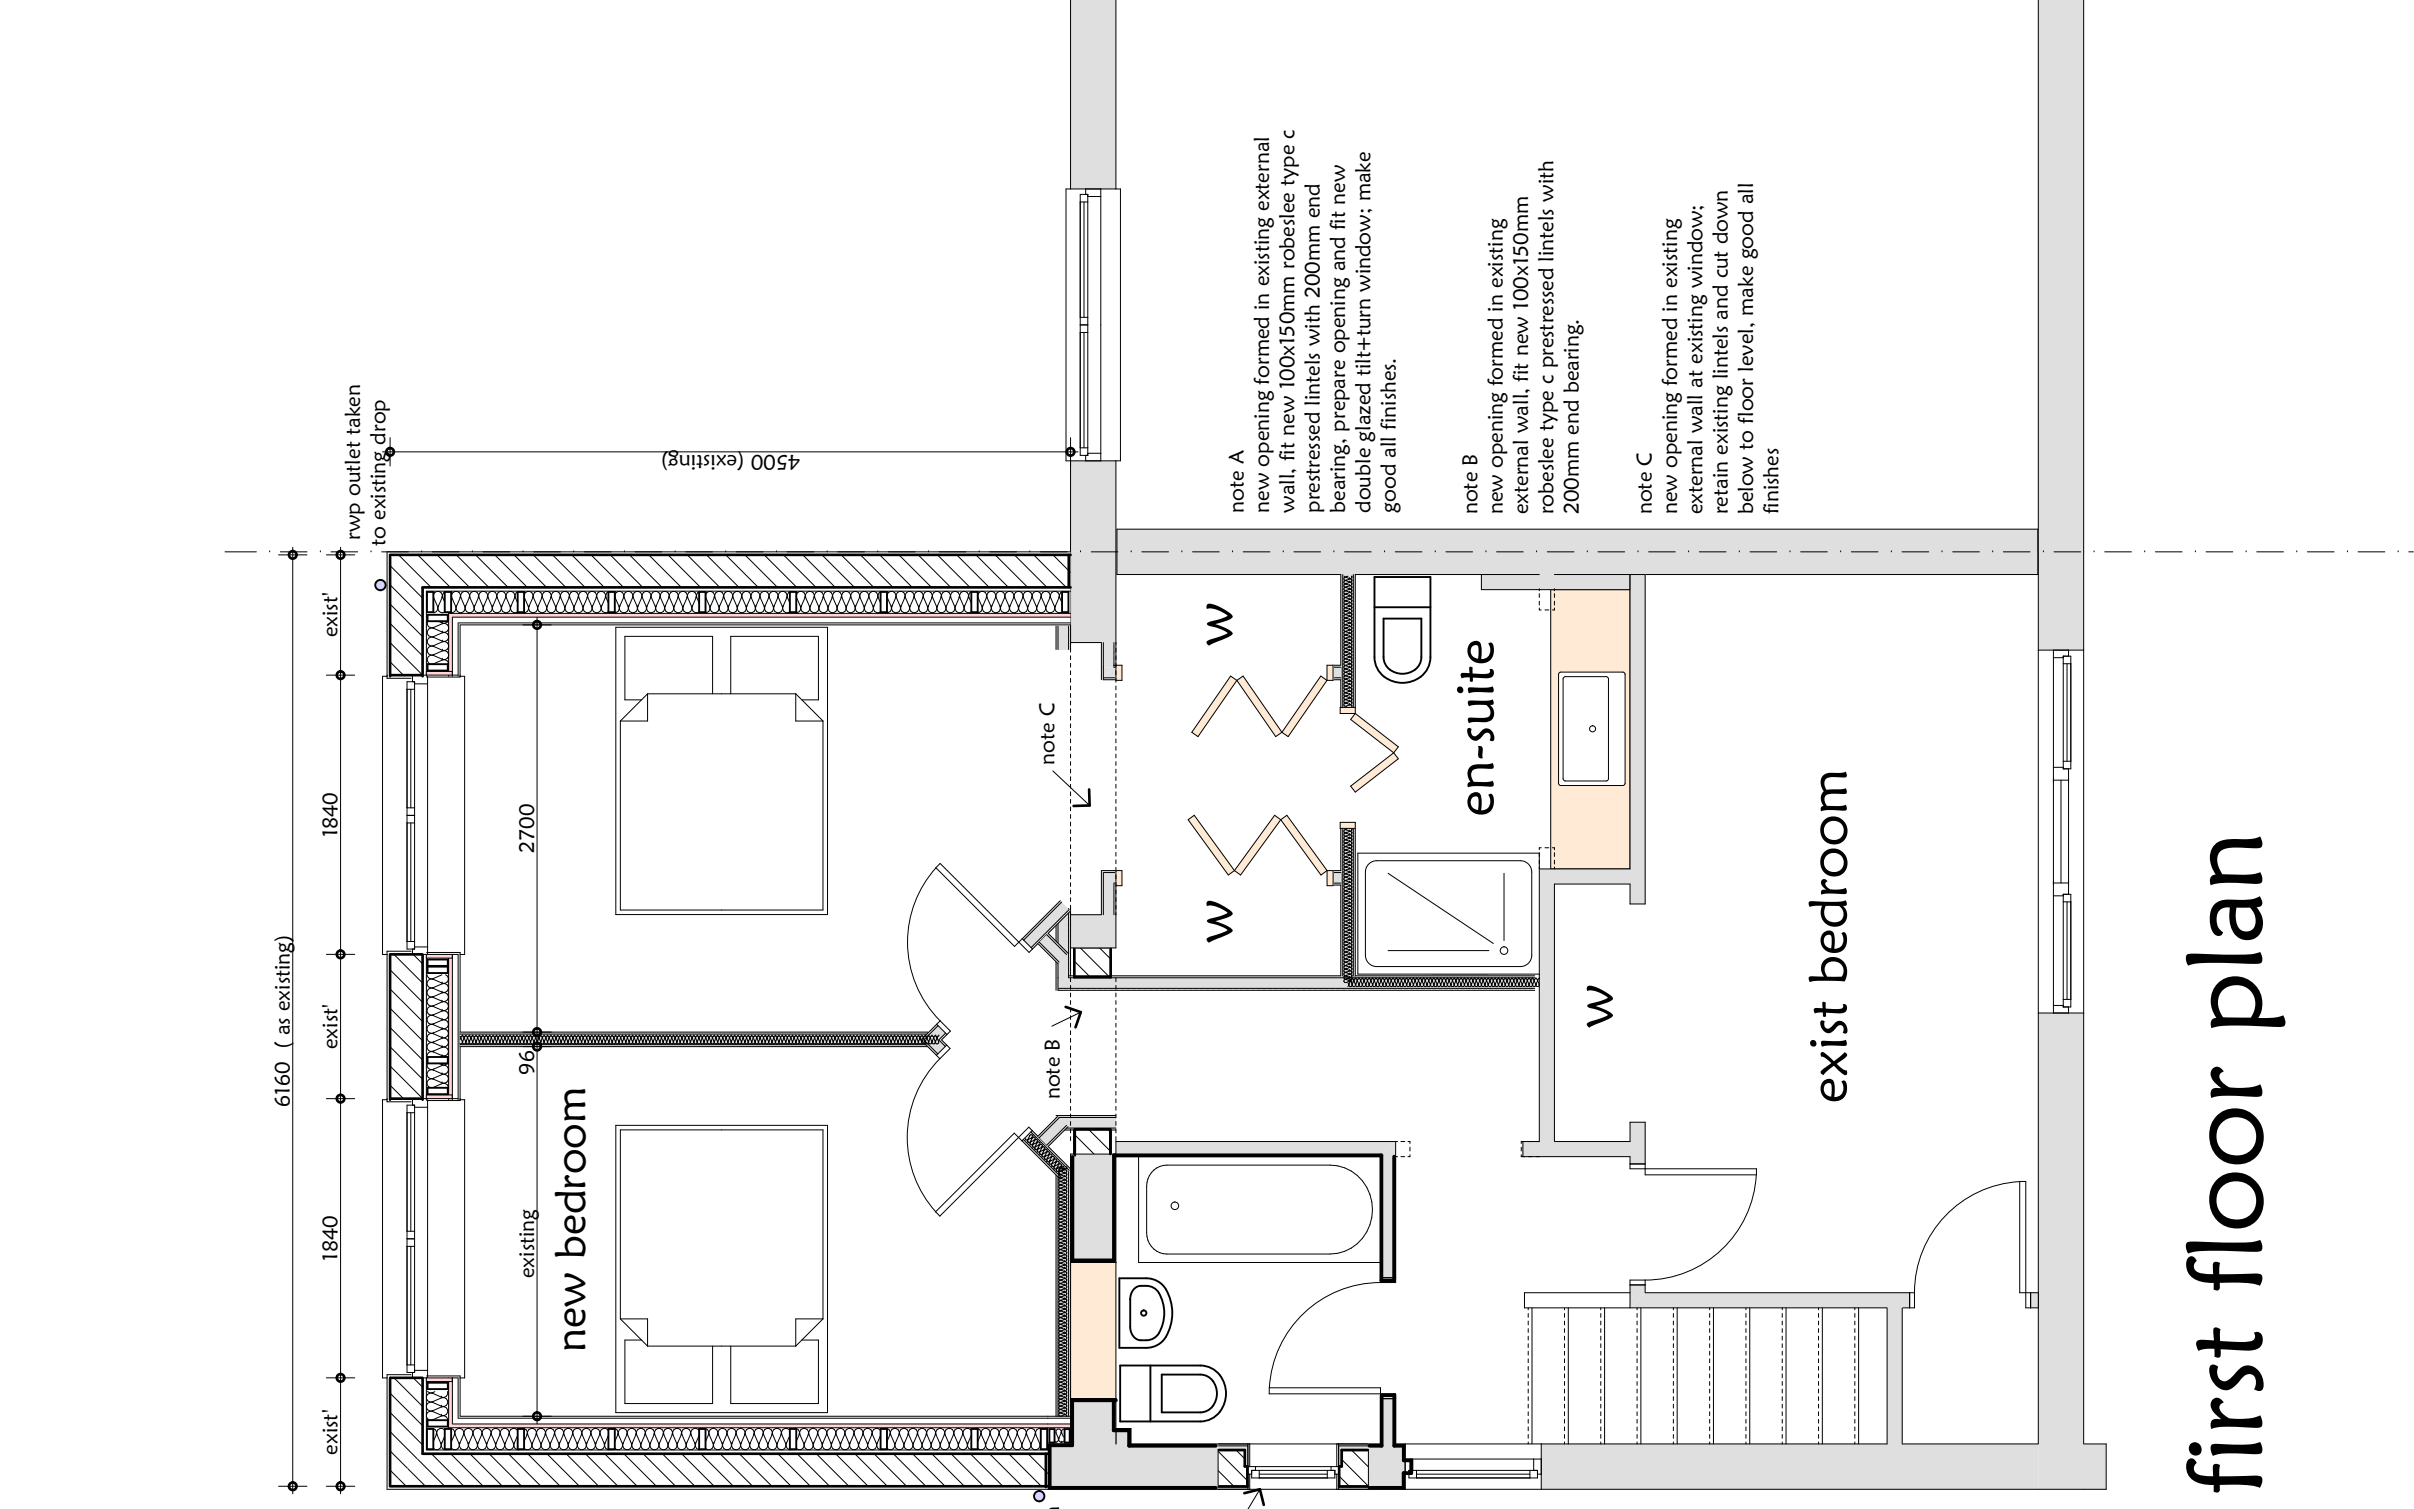 rwp outlet taken
to existing drop
4500 (existing)
6160 ( as existing)
exist'
1840
exist'
1840
exist'
2700
96
existing
new bedroom
note C
note B
w
w
en-suite
w
exist bedroom
note A
new opening formed in existing external
wall, fit new 100x150mm robeslee type c
prestressed lintels with 200mm end
bearing, prepare opening and fit new
double glazed tilt+turn window; make
good all finishes.
note B
new opening formed in existing
external wall, fit new 100x150mm
robeslee type c prestressed lintels with
200mm end bearing.
note C
new opening formed in existing
external wall at existing window;
retain existing lintels and cut down
below to floor level, make good all
finishes
first floor plan